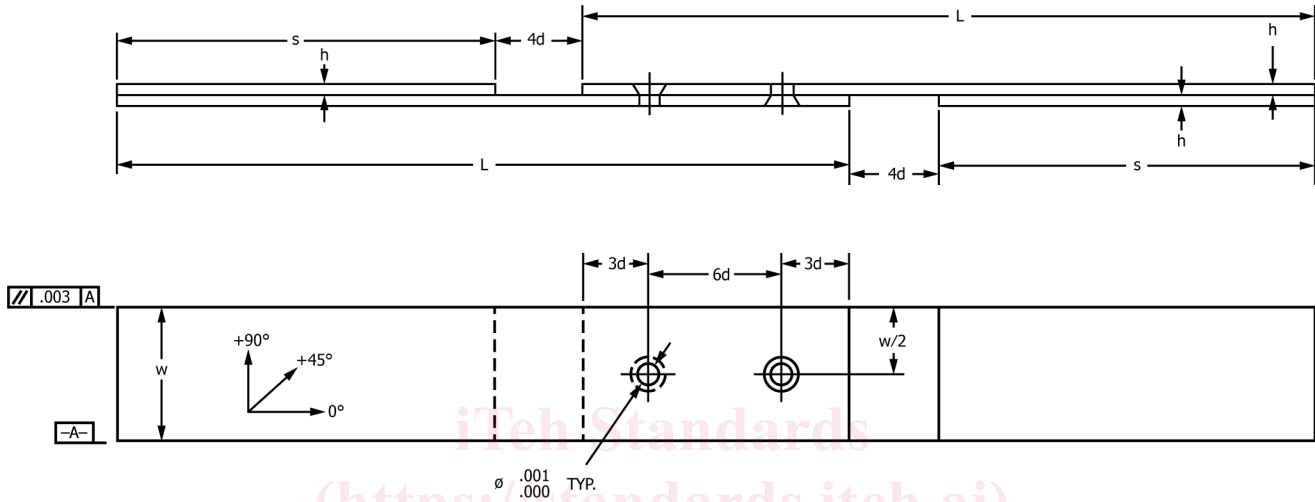 L
s 4d h
h
h
L 4d s
3d 6d 3d
// .003 A
+90°
+45°
w/2
w
0°
-A-
iTeh Standards
ø .001 TYP.
.000
(https://standards.iteh.ai)